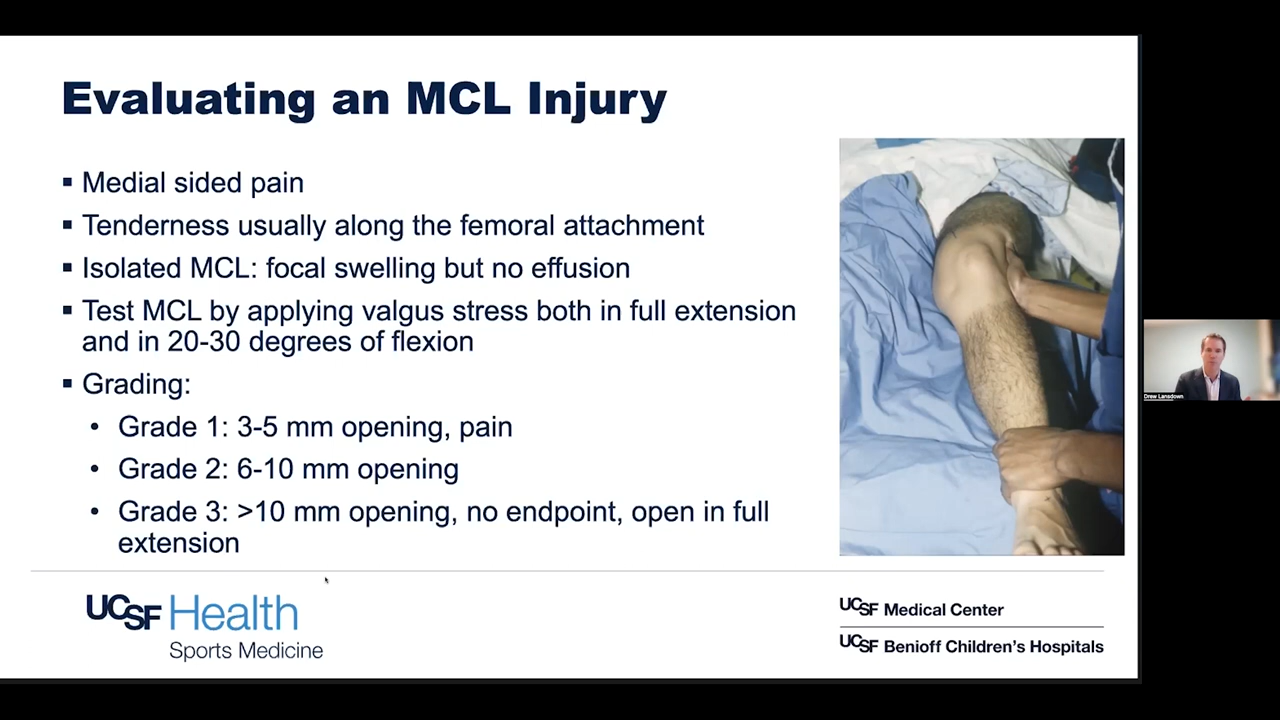 Evaluating an MCL Injury
▪ Medial sided pain
▪ Tenderness usually along the femoral attachment
▪ Isolated MCL: focal swelling but no effusion
▪ Test MCL by applying valgus stress both in full extension
and in 20-30 degrees of flexion
▪ Grading:
• Grade 1: 3-5 mm opening, pain
• Grade 2: 6-10 mm opening
• Grade 3: >10 mm opening, no endpoint, open in full
extension
UCSF Health
Sports Medicine
UCSF Medical Center
UCSF Benioff Children's Hospitals
Drew Lansdown